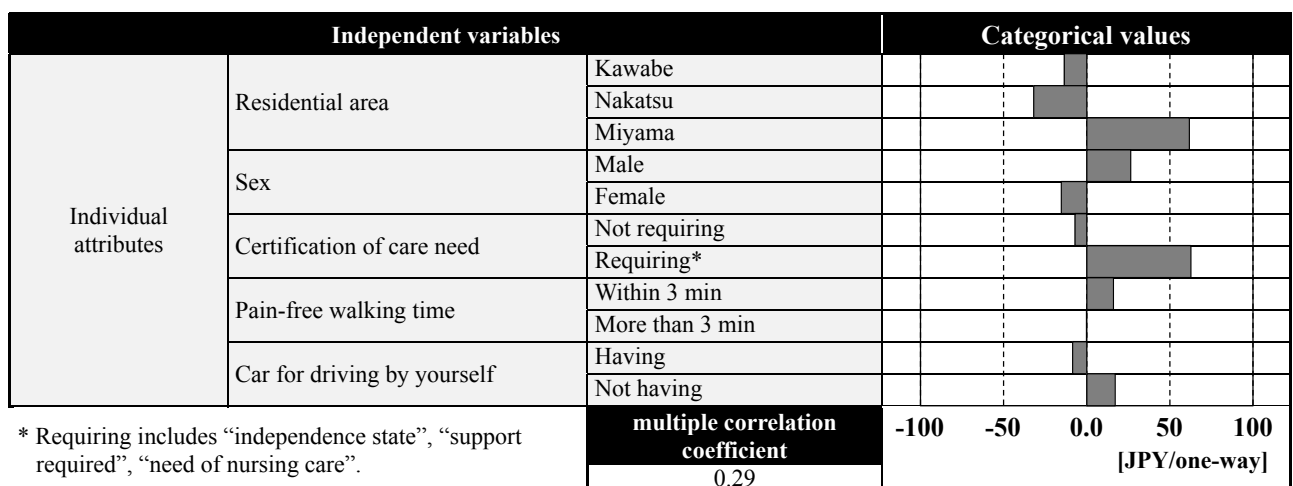 Independent variables
Categorical values
Individual
attributes
Residential area
Kawabe
Nakatsu
Miyama
Sex
Male
Female
Certification of care need
Not requiring
Requiring*
Pain-free walking time
Within 3 min
More than 3 min
Car for driving by yourself
Having
Not having
* Requiring includes “independence state”, “support
required”, “need of nursing care”.
multiple correlation
coefficient
0.29
-100 -50 0.0 50 100
[JPY/one-way]